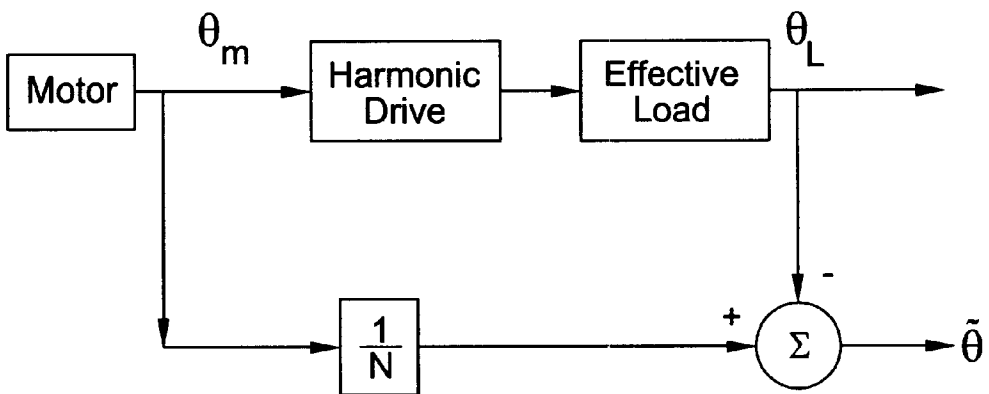 θm
θL
Motor
Harmonic
Drive
Effective
Load
-
+
1
N
Σ
θ̃